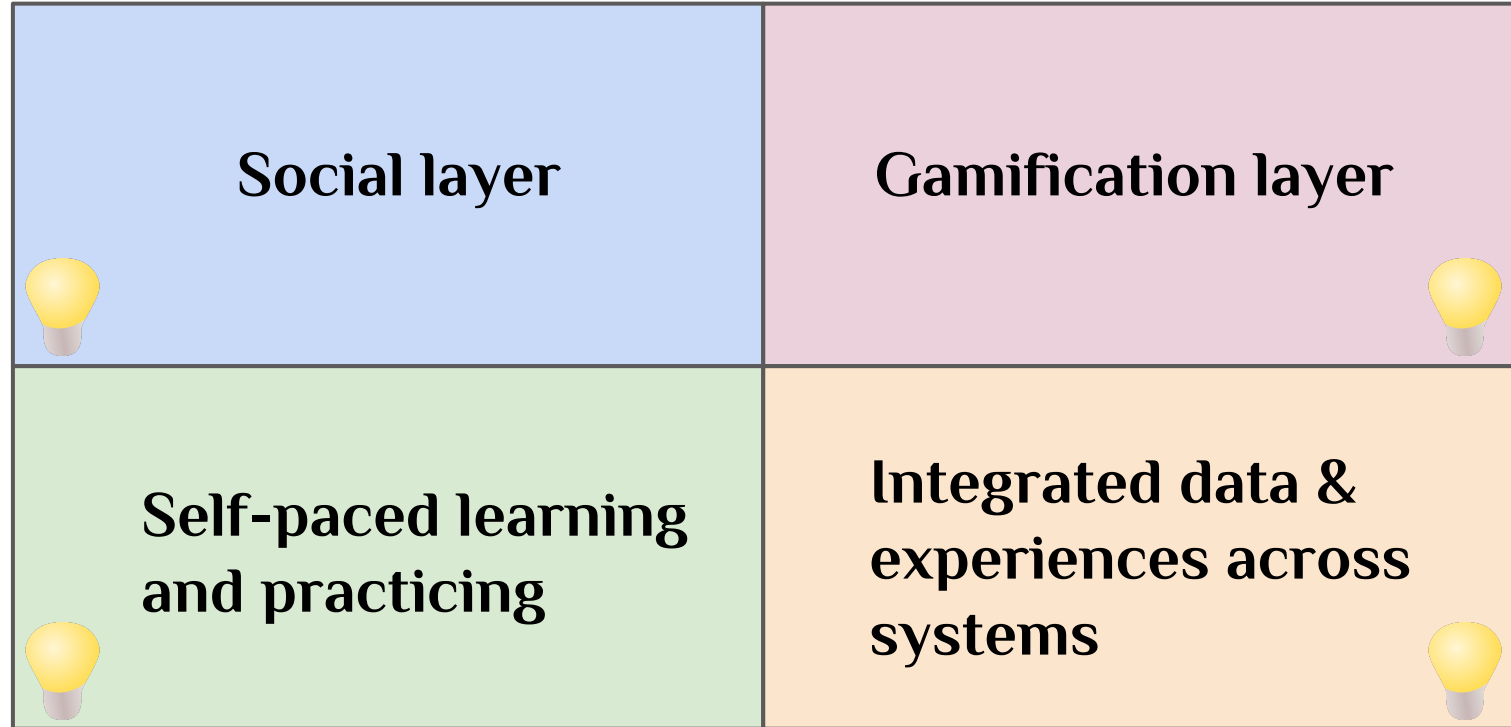 Social layer
Gamification layer
Self-paced learning
and practicing
Integrated data &
experiences across
systems